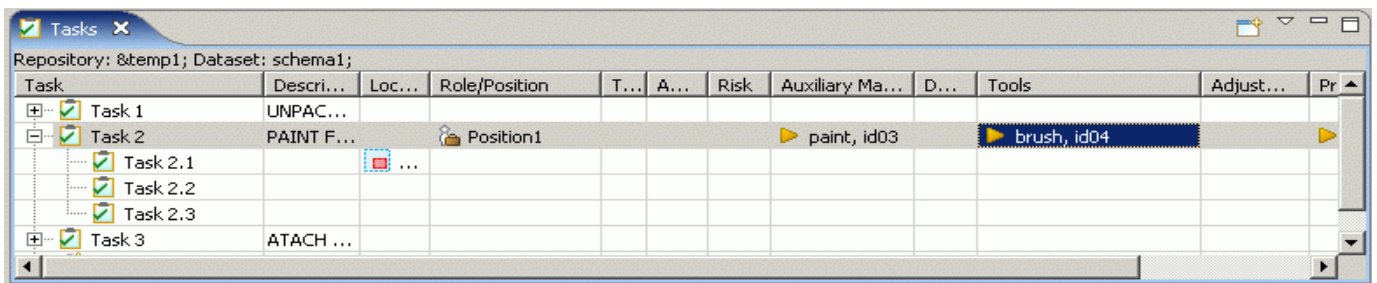 Tasks
Repository: &temp1; Dataset: schema1;
Task Descri... Loc... Role/Position T... A... Risk Auxiliary Ma... D... Tools Adjust... Pr
Task 1 UNPAC...
Task 2 PAINT F... Position1 paint, id03 brush, id04
Task 2.1 ...
Task 2.2
Task 2.3
Task 3 ATACH ...